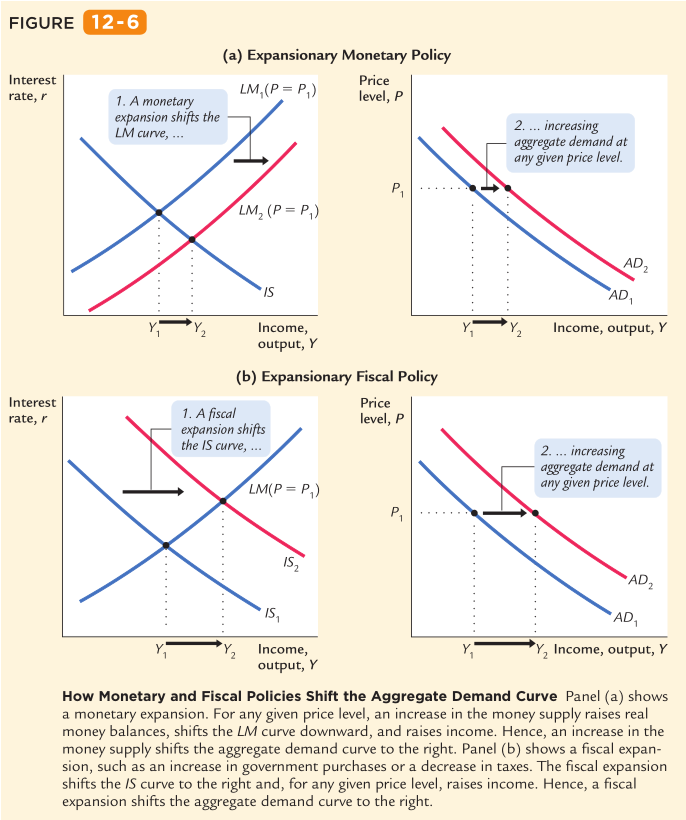 FIGURE 12-6
(a) Expansionary Monetary Policy
Interest
rate, r
LM1(P = P1)
1. A monetary
expansion shifts the
LM curve, ...
LM2 (P = P1)
IS
Y1
Y2
Income,
output, Y
Price
level, P
2. ... increasing
aggregate demand at
any given price level.
P1
AD2
AD1
Y1
Y2
Income, output, Y
(b) Expansionary Fiscal Policy
Interest
rate, r
1. A fiscal
expansion shifts
the IS curve, ...
LM(P = P1)
IS2
IS1
Y1
Y2
Income,
output, Y
Price
level, P
2. ... increasing
aggregate demand at
any given price level.
P1
AD2
AD1
Y1
Y2
Income, output, Y
How Monetary and Fiscal Policies Shift the Aggregate Demand Curve Panel (a) shows
a monetary expansion. For any given price level, an increase in the money supply raises real
money balances, shifts the LM curve downward, and raises income. Hence, an increase in the
money supply shifts the aggregate demand curve to the right. Panel (b) shows a fiscal expan-
sion, such as an increase in government purchases or a decrease in taxes. The fiscal expansion
shifts the IS curve to the right and, for any given price level, raises income. Hence, a fiscal
expansion shifts the aggregate demand curve to the right.